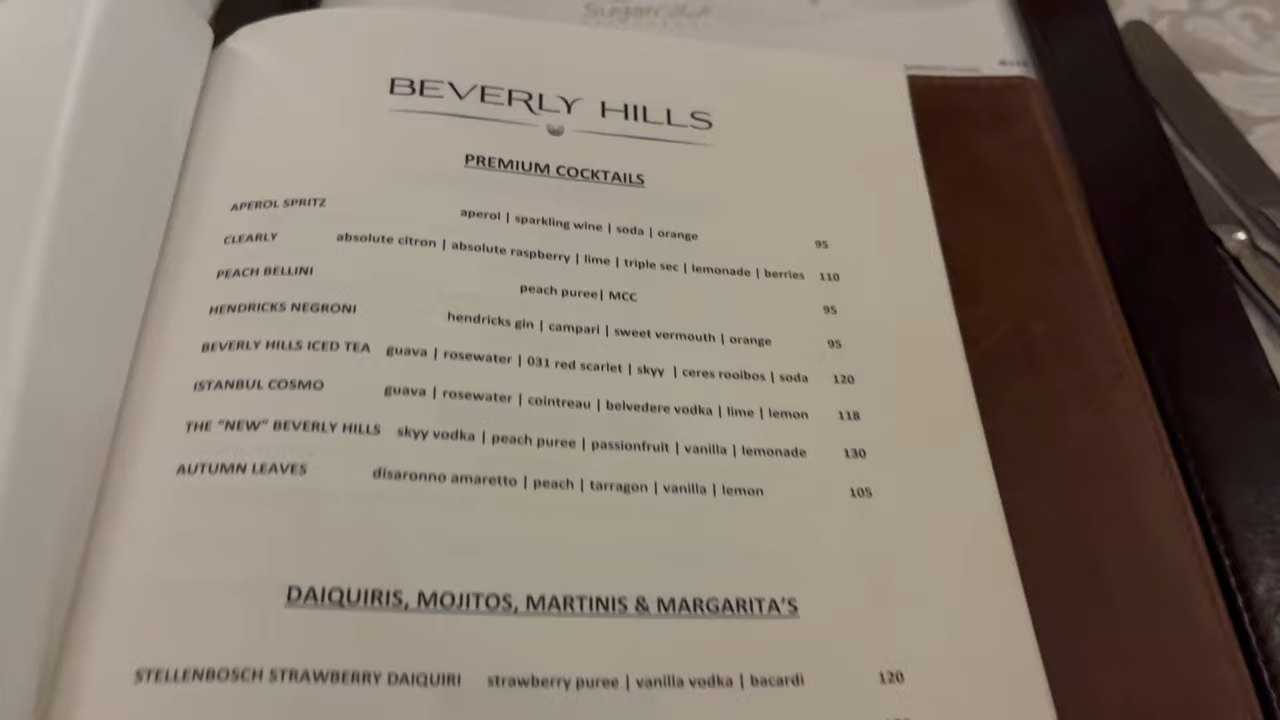 Sugar
BEVERLY HILLS
PREMIUM COCKTAILS
APEROL SPRITZ aperol | sparkling wine | soda | orange 95
CLEARLY absolute citron | absolute raspberry | lime | triple sec | lemonade | berries 110
PEACH BELLINI peach puree| MCC 95
HENDRICKS NEGRONI hendricks gin | campari | sweet vermouth | orange 95
BEVERLY HILLS ICED TEA guava | rosewater | 031 red scarlet | skyy | ceres rooibos | soda 120
ISTANBUL COSMO guava | rosewater | cointreau | belvedere vodka | lime | lemon 118
THE "NEW" BEVERLY HILLS skyy vodka | peach puree | passionfruit | vanilla | lemonade 130
AUTUMN LEAVES disaronno amaretto | peach | tarragon | vanilla | lemon 105
DAIQUIRIS, MOJITOS, MARTINIS & MARGARITA'S
STELLENBOSCH STRAWBERRY DAIQUIRI strawberry puree | vanilla vodka | bacardi 120